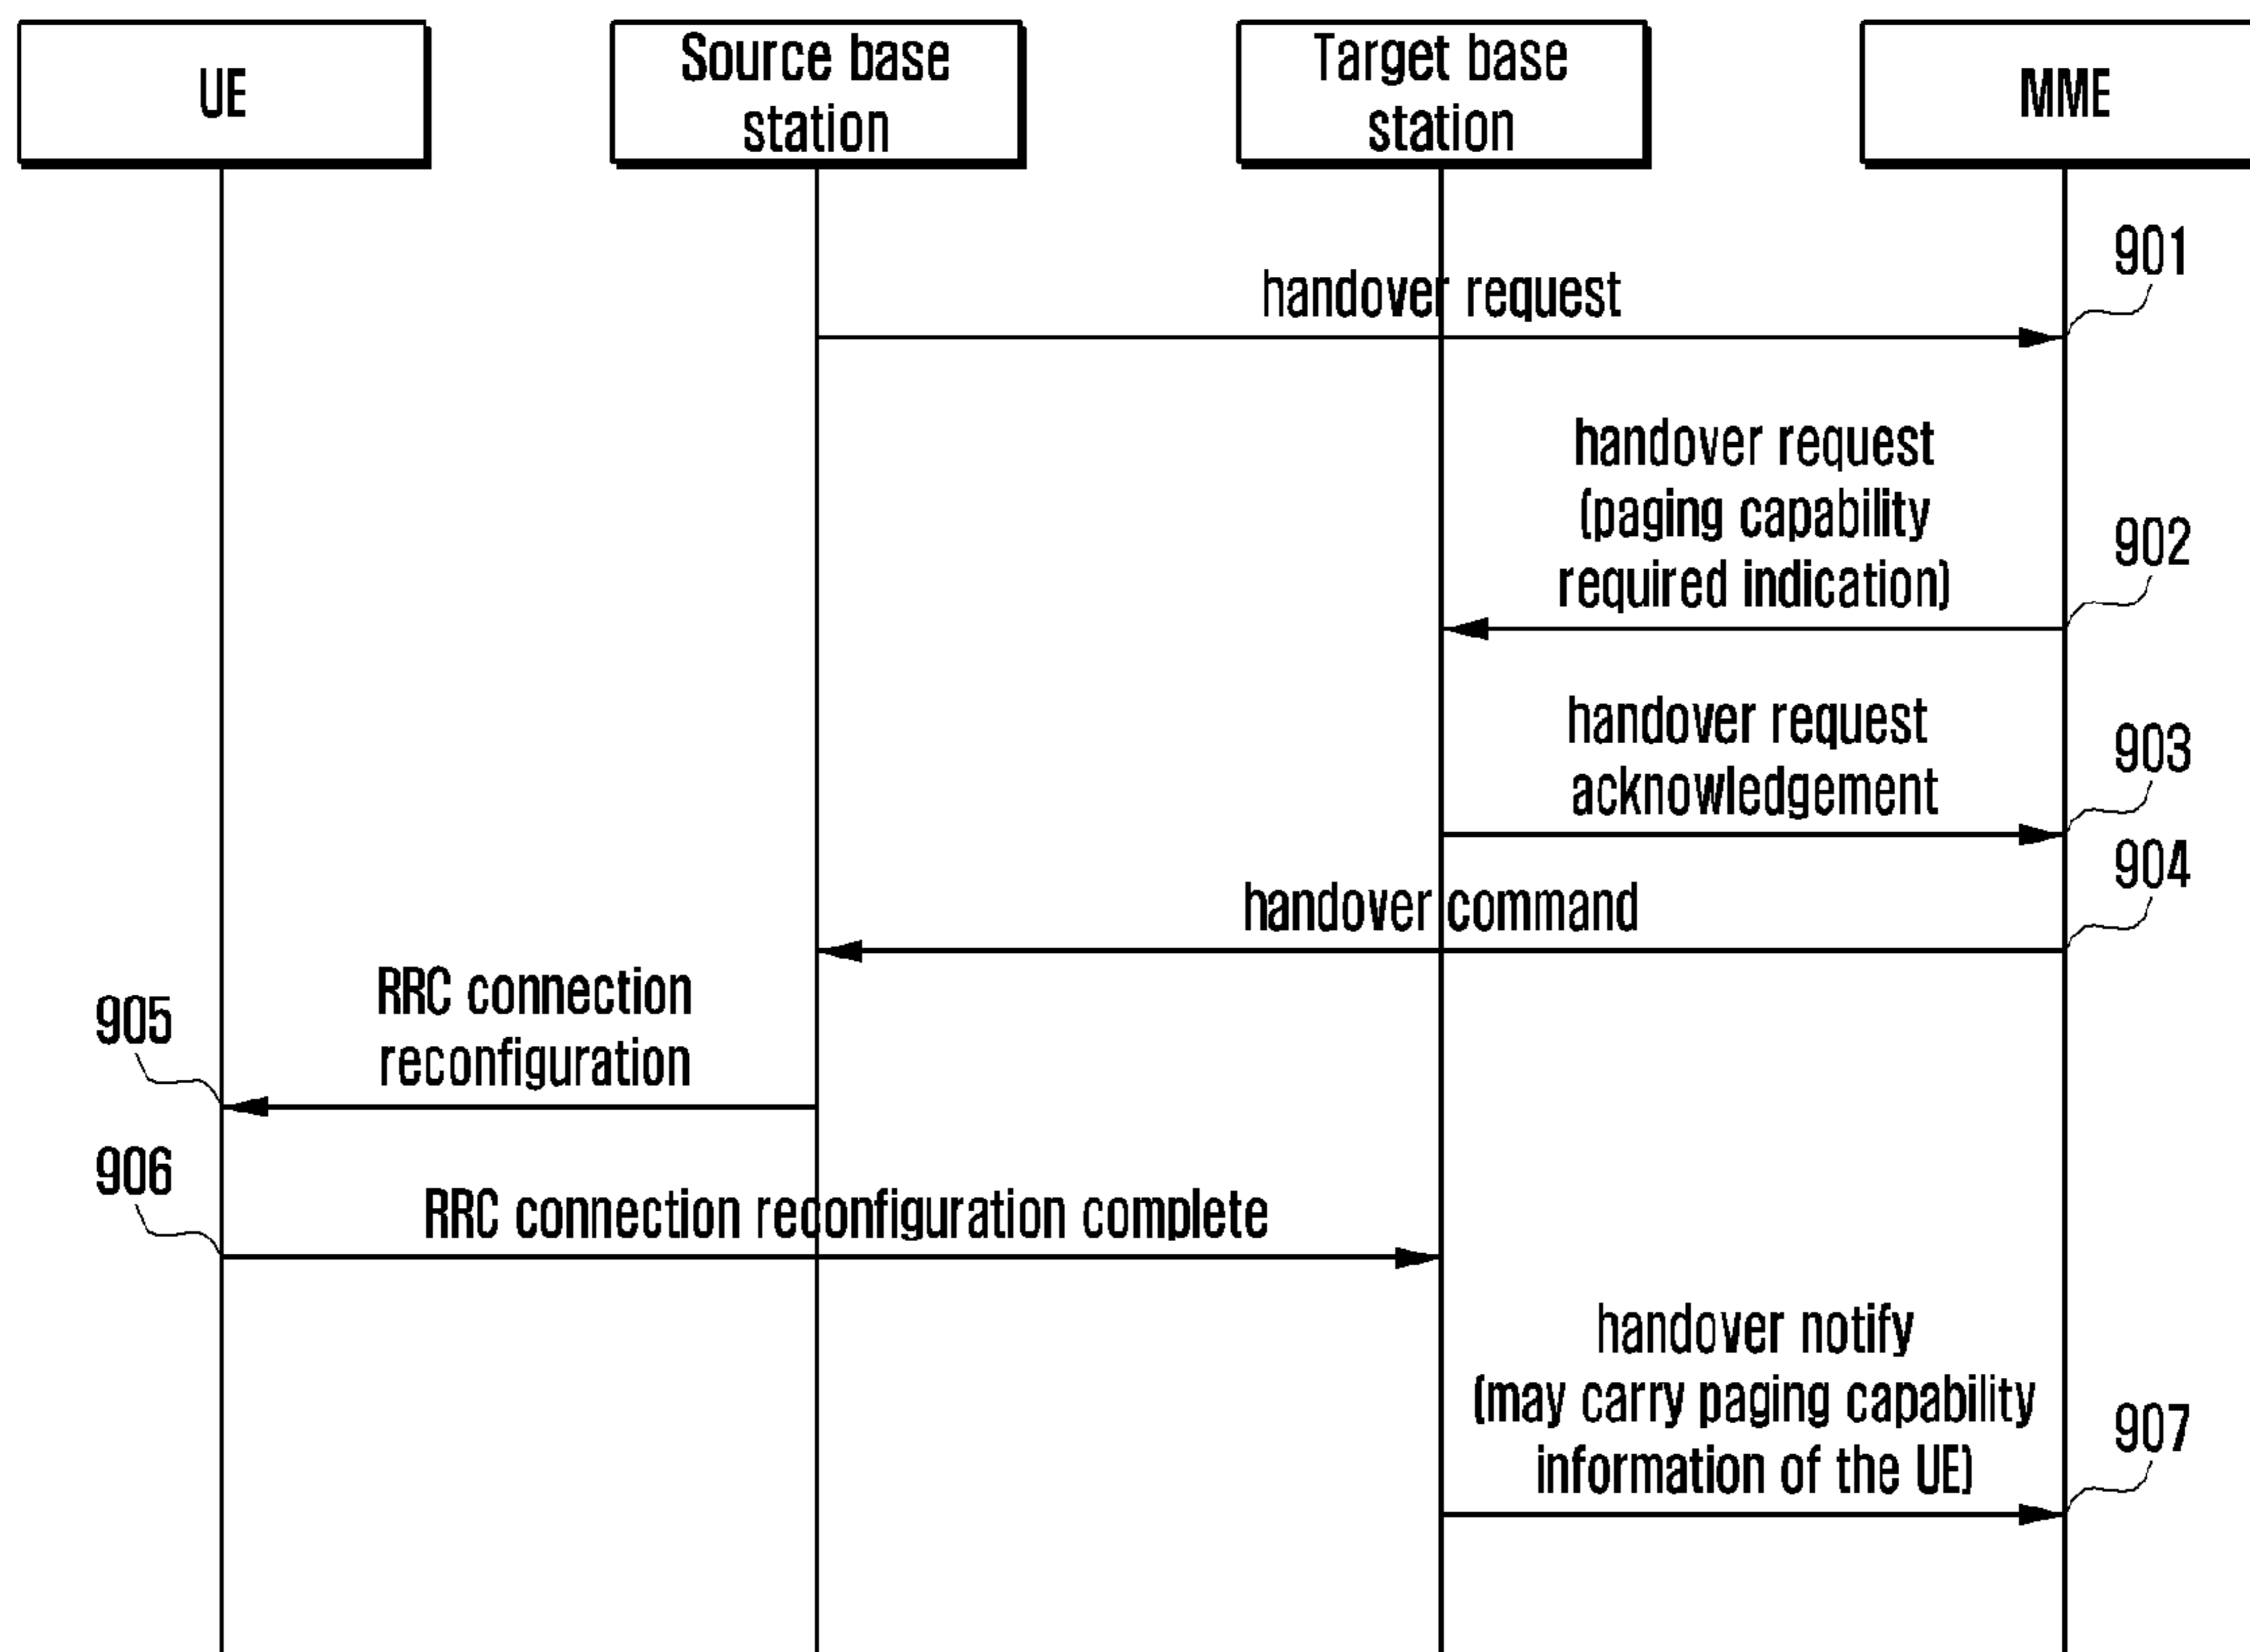 UE
Source base
station
Target base
station
MME
901
handover request
handover request
(paging capability
required indication)
902
handover request
acknowledgement
903
904
handover command
RRC connection
reconfiguration
905
906
RRC connection reconfiguration complete
handover notify
(may carry paging capability
information of the UE)
907